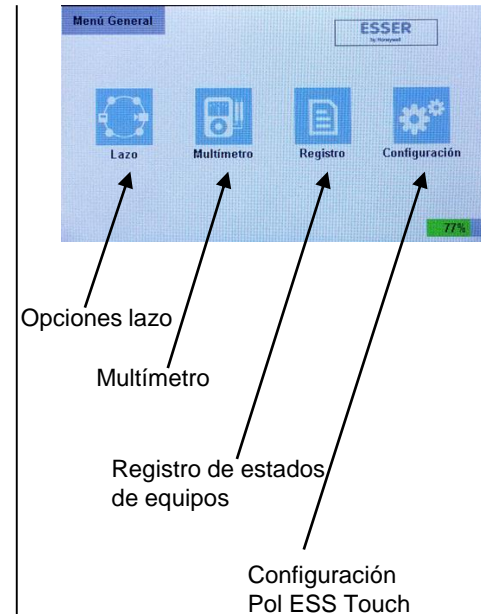 Menú General
ESSER
by Honeywell
Lazo
Multímetro
Registro
Configuración
77%
Opciones lazo
Multímetro
Registro de estados
de equipos
Configuración
Pol ESS Touch